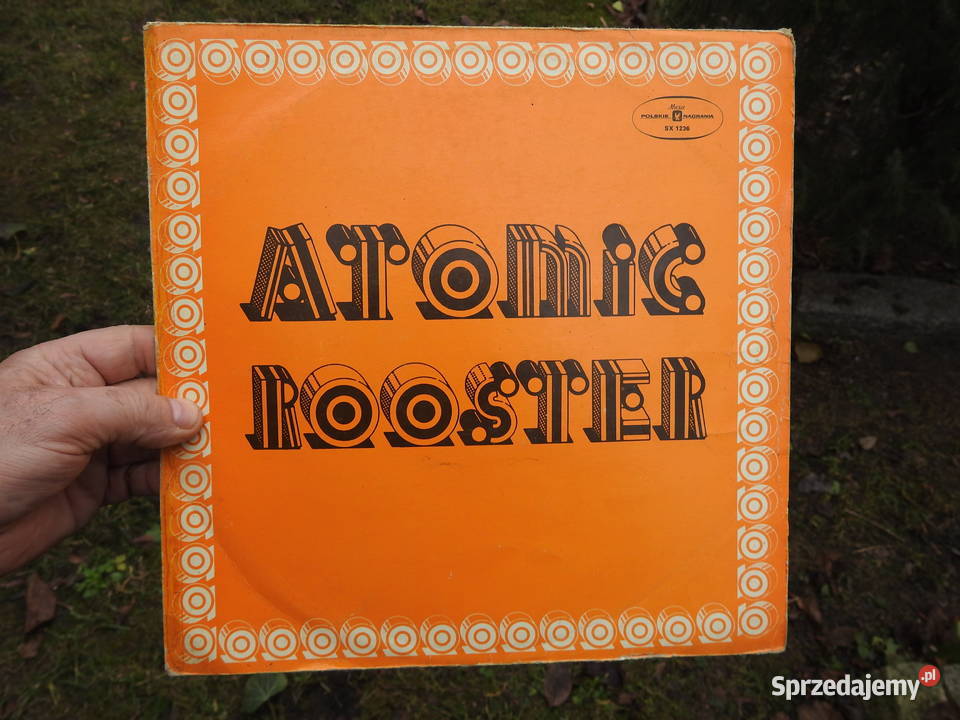 Muza
POLSKIE NAGRANIA
SX 1236
ATOMIC
ROOSTER
Sprzedajemy.pl